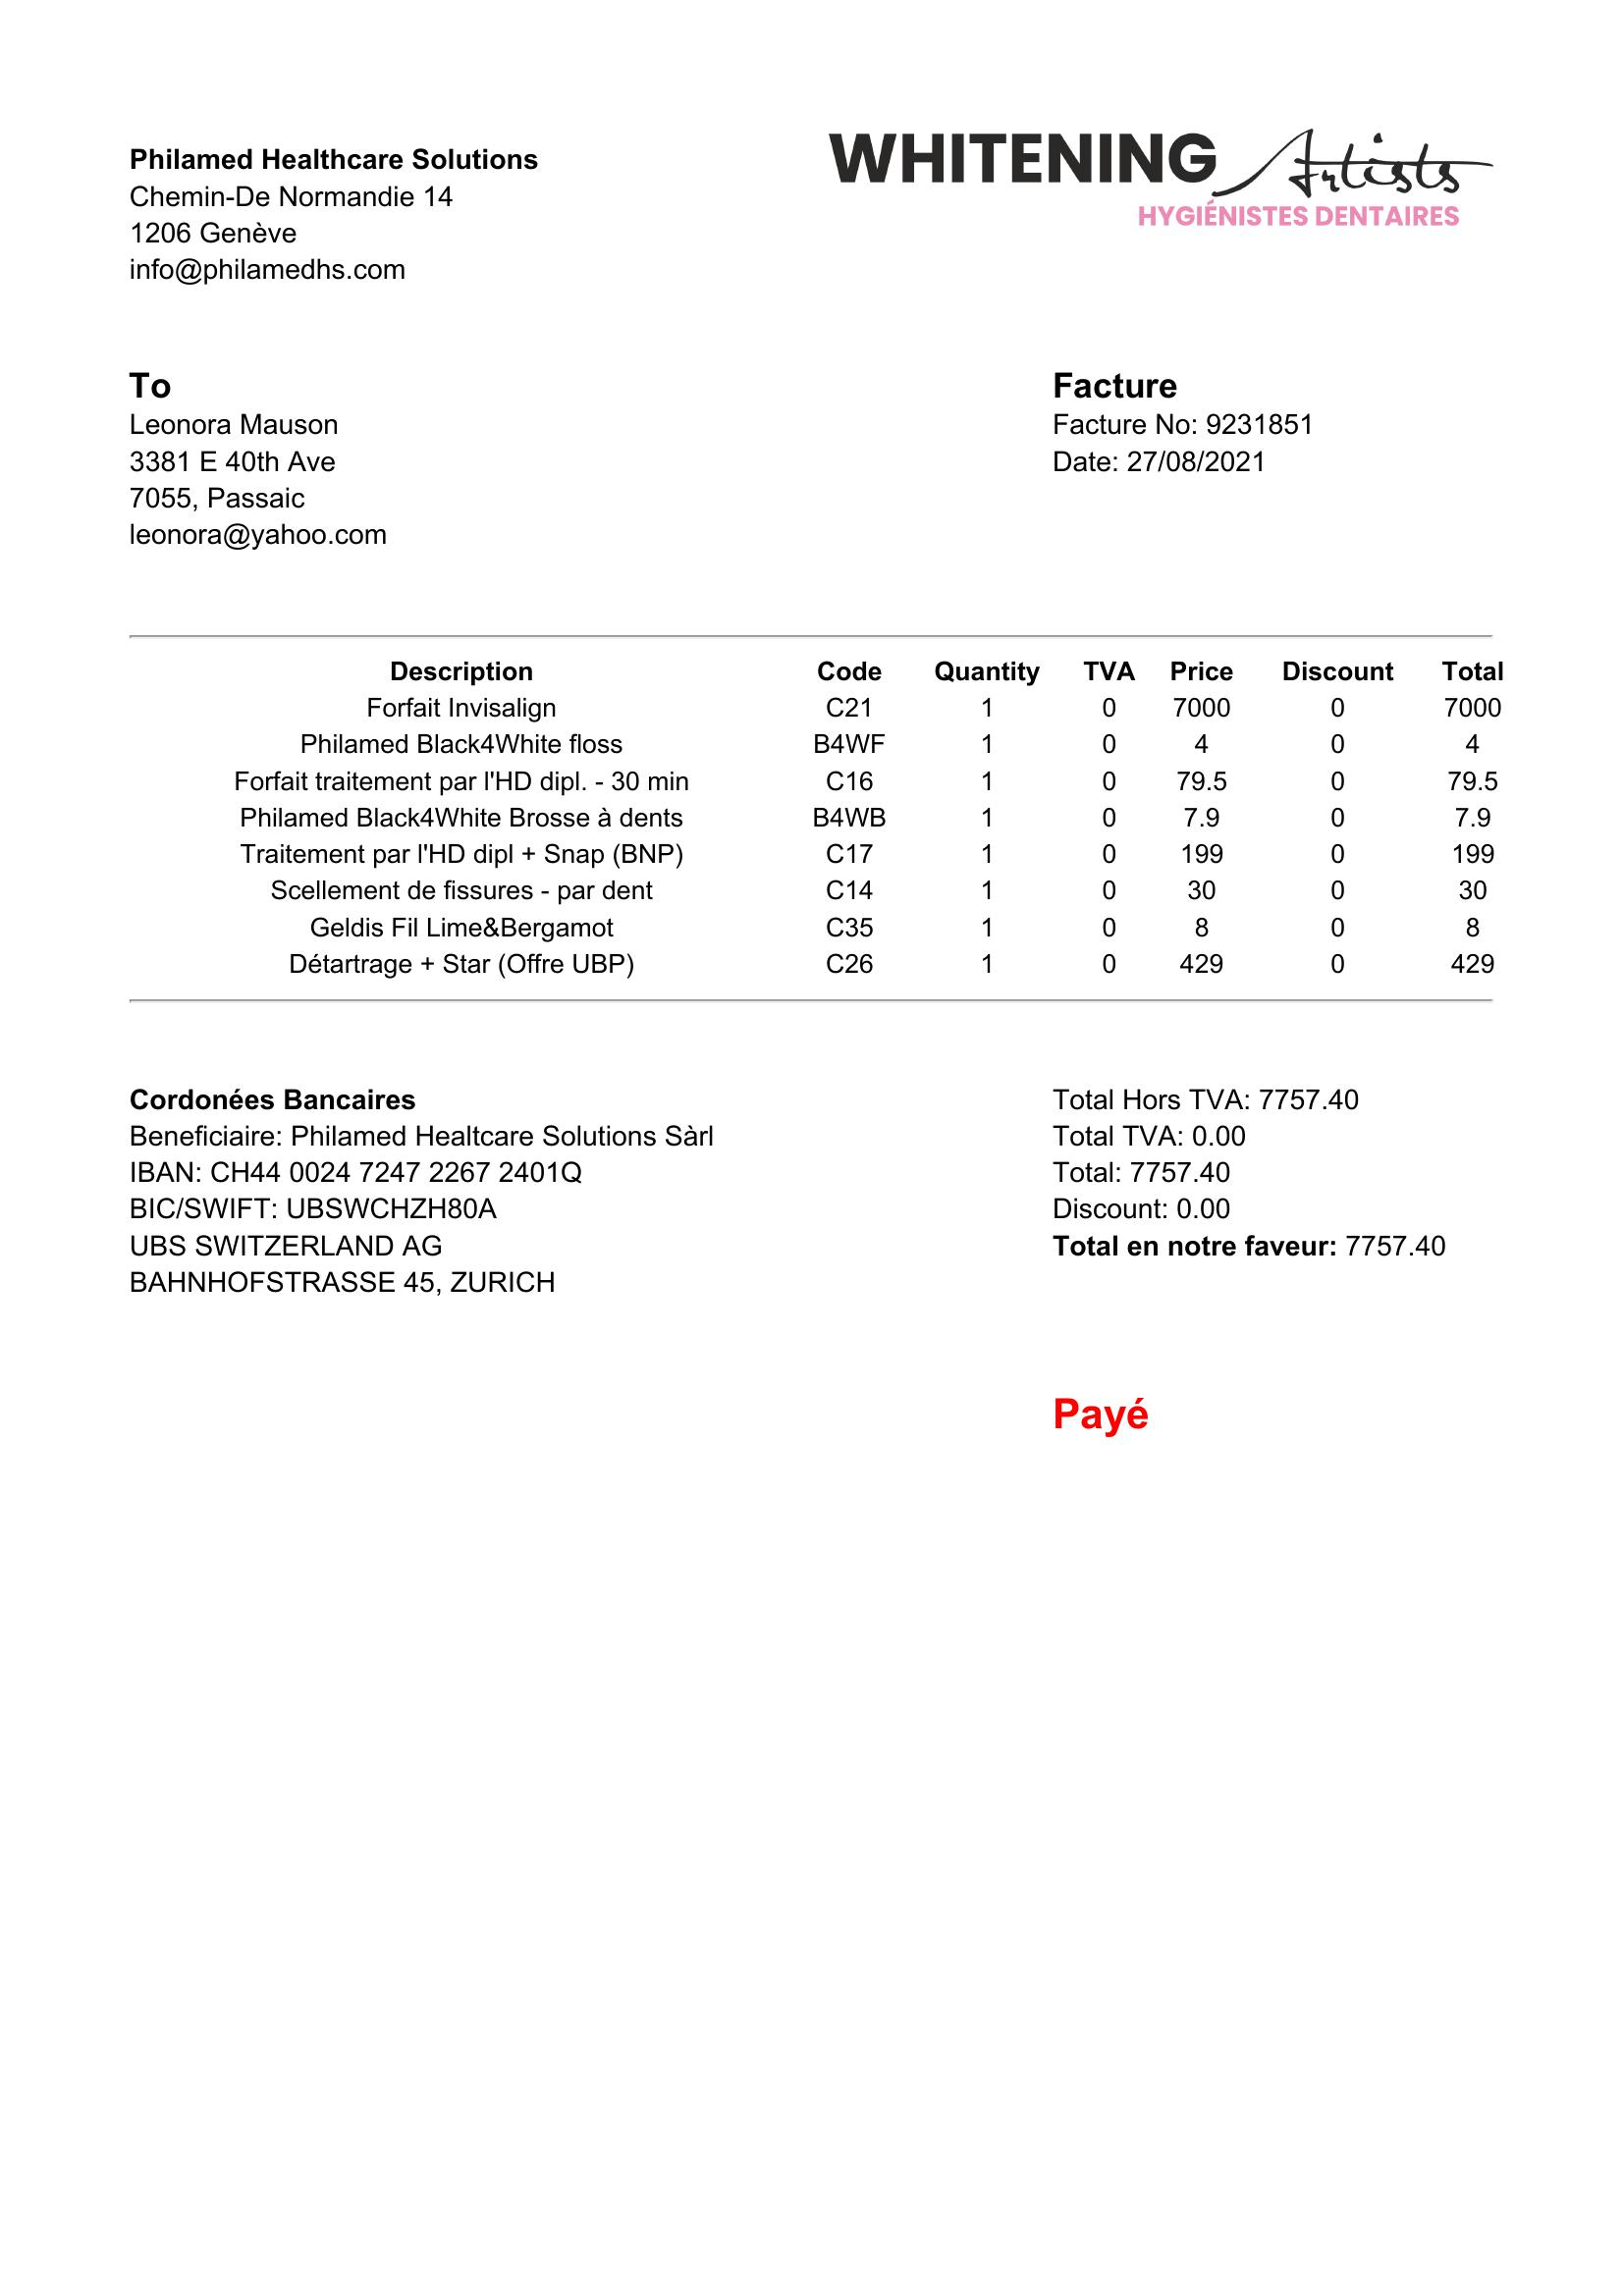 Philamed Healthcare Solutions
Chemin-De Normandie 14
1206 Genève
info@philamedhs.com
WHITENING Artists
HYGIÉNISTES DENTAIRES
To
Leonora Mauson
3381 E 40th Ave
7055, Passaic
leonora@yahoo.com
Facture
Facture No: 9231851
Date: 27/08/2021
Description Code Quantity TVA Price Discount Total
Forfait Invisalign C21 1 0 7000 0 7000
Philamed Black4White floss B4WF 1 0 4 0 4
Forfait traitement par l'HD dipl. - 30 min C16 1 0 79.5 0 79.5
Philamed Black4White Brosse à dents B4WB 1 0 7.9 0 7.9
Traitement par l'HD dipl + Snap (BNP) C17 1 0 199 0 199
Scellement de fissures - par dent C14 1 0 30 0 30
Geldis Fil Lime&Bergamot C35 1 0 8 0 8
Détartrage + Star (Offre UBP) C26 1 0 429 0 429
Cordonées Bancaires
Beneficiaire: Philamed Healtcare Solutions Sàrl
IBAN: CH44 0024 7247 2267 2401Q
BIC/SWIFT: UBSWCHZH80A
UBS SWITZERLAND AG
BAHNHOFSTRASSE 45, ZURICH
Total Hors TVA: 7757.40
Total TVA: 0.00
Total: 7757.40
Discount: 0.00
Total en notre faveur: 7757.40
Payé